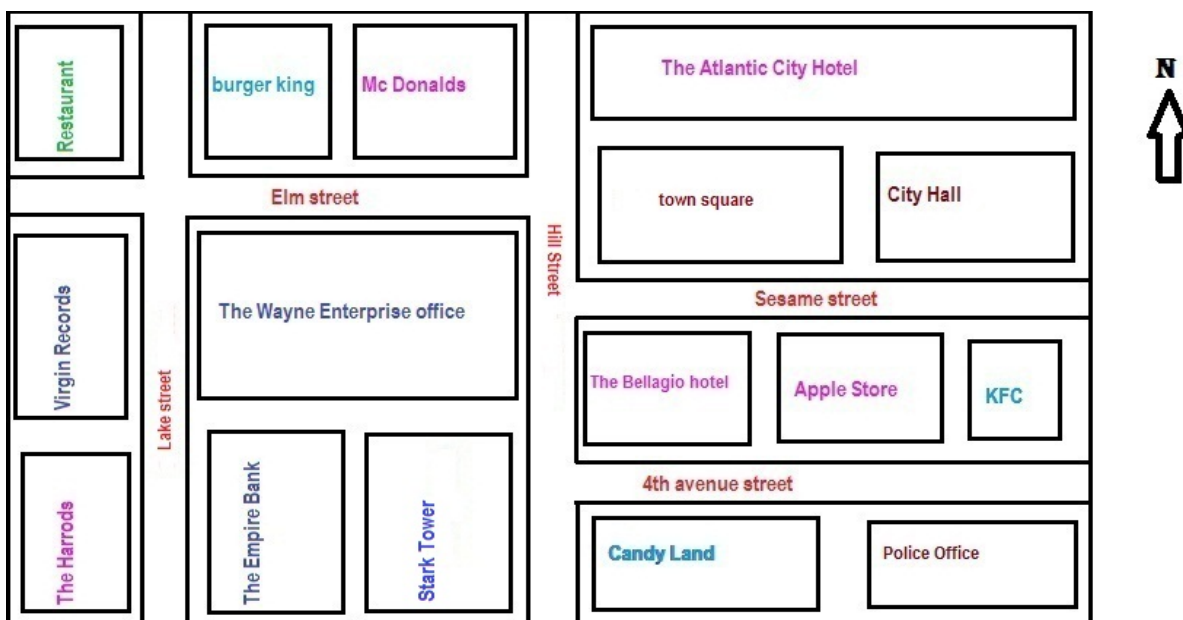 Restaurant
burger king
Mc Donalds
The Atlantic City Hotel
N
Elm street
town square
City Hall
Hill Street
Virgin Records
The Wayne Enterprise office
Sesame street
Lake street
The Bellagio hotel
Apple Store
KFC
The Harrods
The Empire Bank
Stark Tower
4th avenue street
Candy Land
Police Office